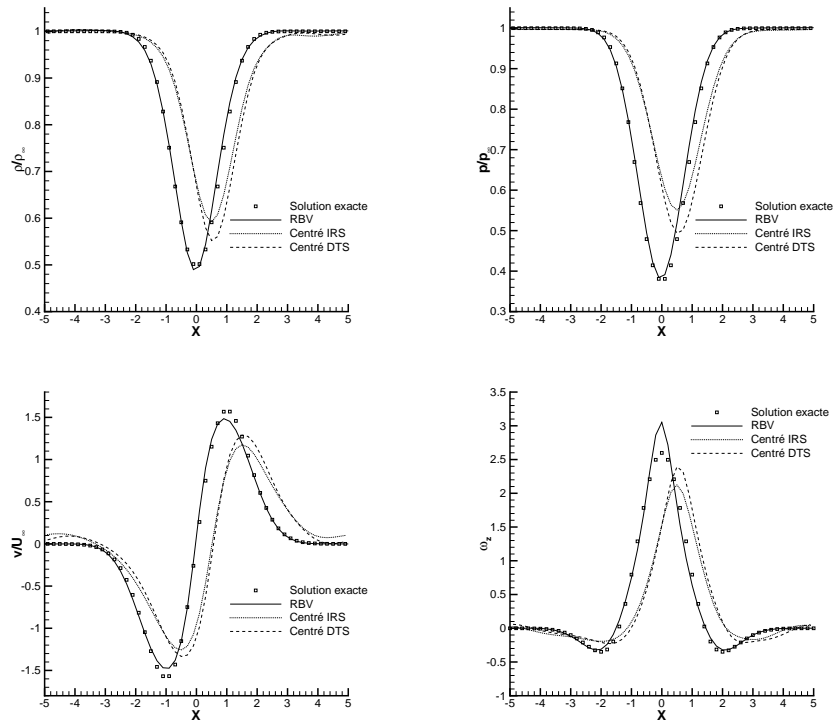 1
0.9
0.8
0.7
0.6
0.5
0.4
ρ/ρ∞
Solution exacte
RBV
Centré IRS
Centré DTS
-5 -4 -3 -2 -1 0 1 2 3 4 5
X
1
0.9
0.8
0.7
0.6
0.5
0.4
0.3
p/p∞
Solution exacte
RBV
Centré IRS
Centré DTS
-5 -4 -3 -2 -1 0 1 2 3 4 5
X
1.5
1
0.5
0
-0.5
-1
-1.5
v/U∞
Solution exacte
RBV
Centré IRS
Centré DTS
-5 -4 -3 -2 -1 0 1 2 3 4 5
X
3.5
3
2.5
2
1.5
1
0.5
0
-0.5
-1
ωz
Solution exacte
RBV
Centré IRS
Centré DTS
-5 -4 -3 -2 -1 0 1 2 3 4 5
X